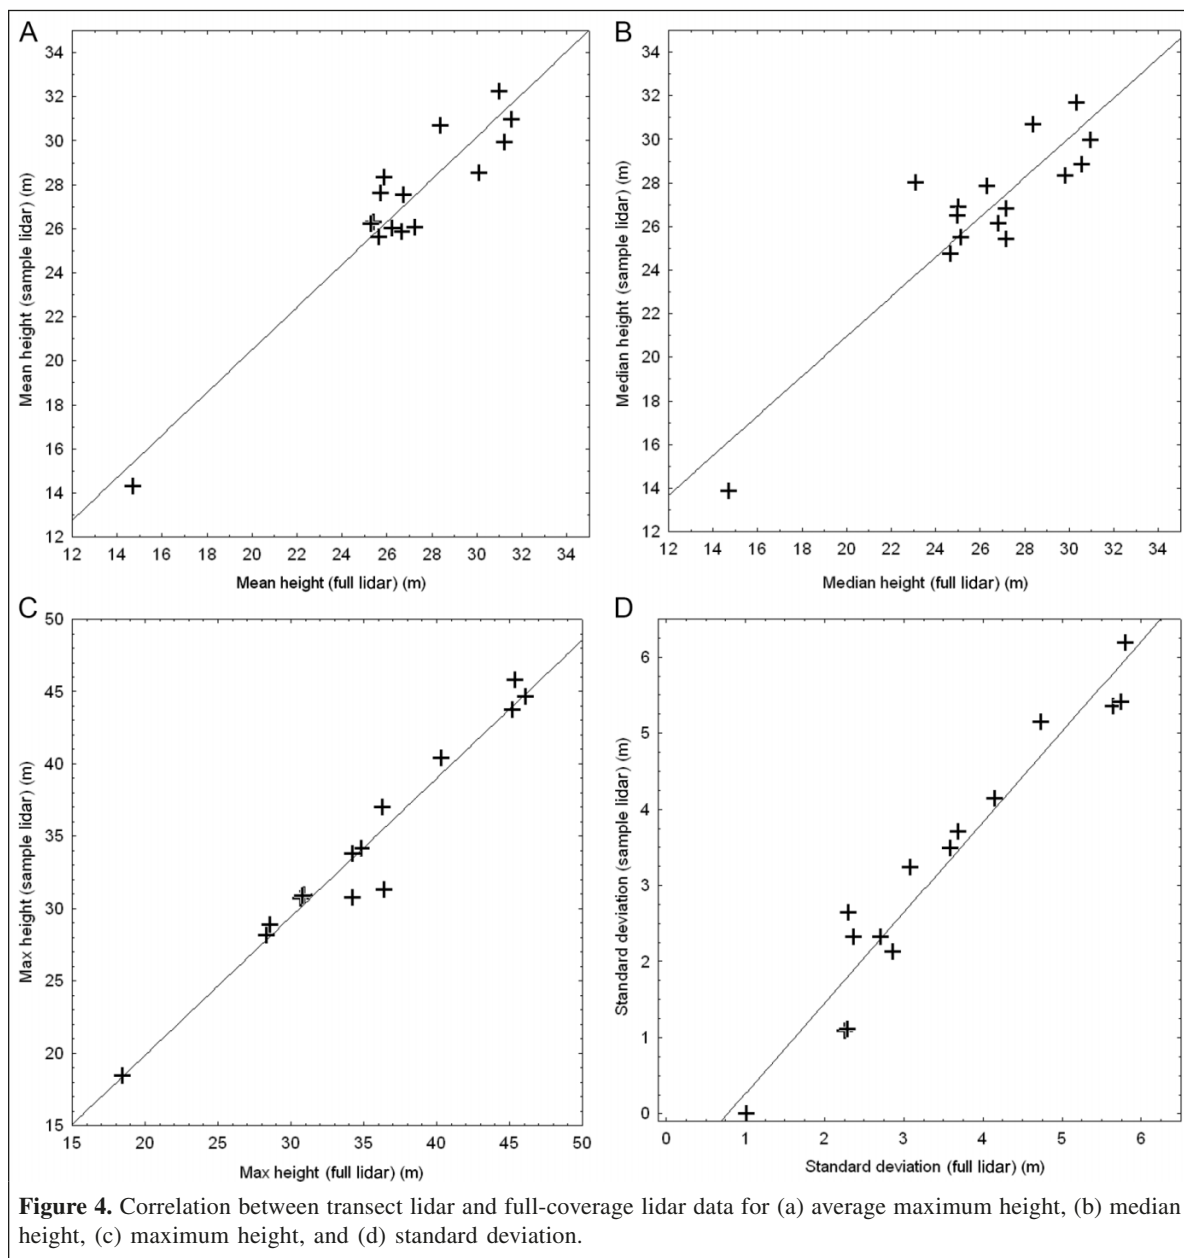 A
34
32
30
28
26
24
22
20
18
16
14
12
Mean height (sample lidar) (m)
12 14 16 18 20 22 24 26 28 30 32 34
Mean height (full lidar) (m)
B
34
32
30
28
26
24
22
20
18
16
14
12
Median height (sample lidar) (m)
12 14 16 18 20 22 24 26 28 30 32 34
Median height (full lidar) (m)
C
50
45
40
35
30
25
20
15
Max height (sample lidar) (m)
15 20 25 30 35 40 45 50
Max height (full lidar) (m)
D
6
5
4
3
2
1
0
Standard deviation (sample lidar) (m)
0 1 2 3 4 5 6
Standard deviation (full lidar) (m)
Figure 4. Correlation between transect lidar and full-coverage lidar data for (a) average maximum height, (b) median
height, (c) maximum height, and (d) standard deviation.